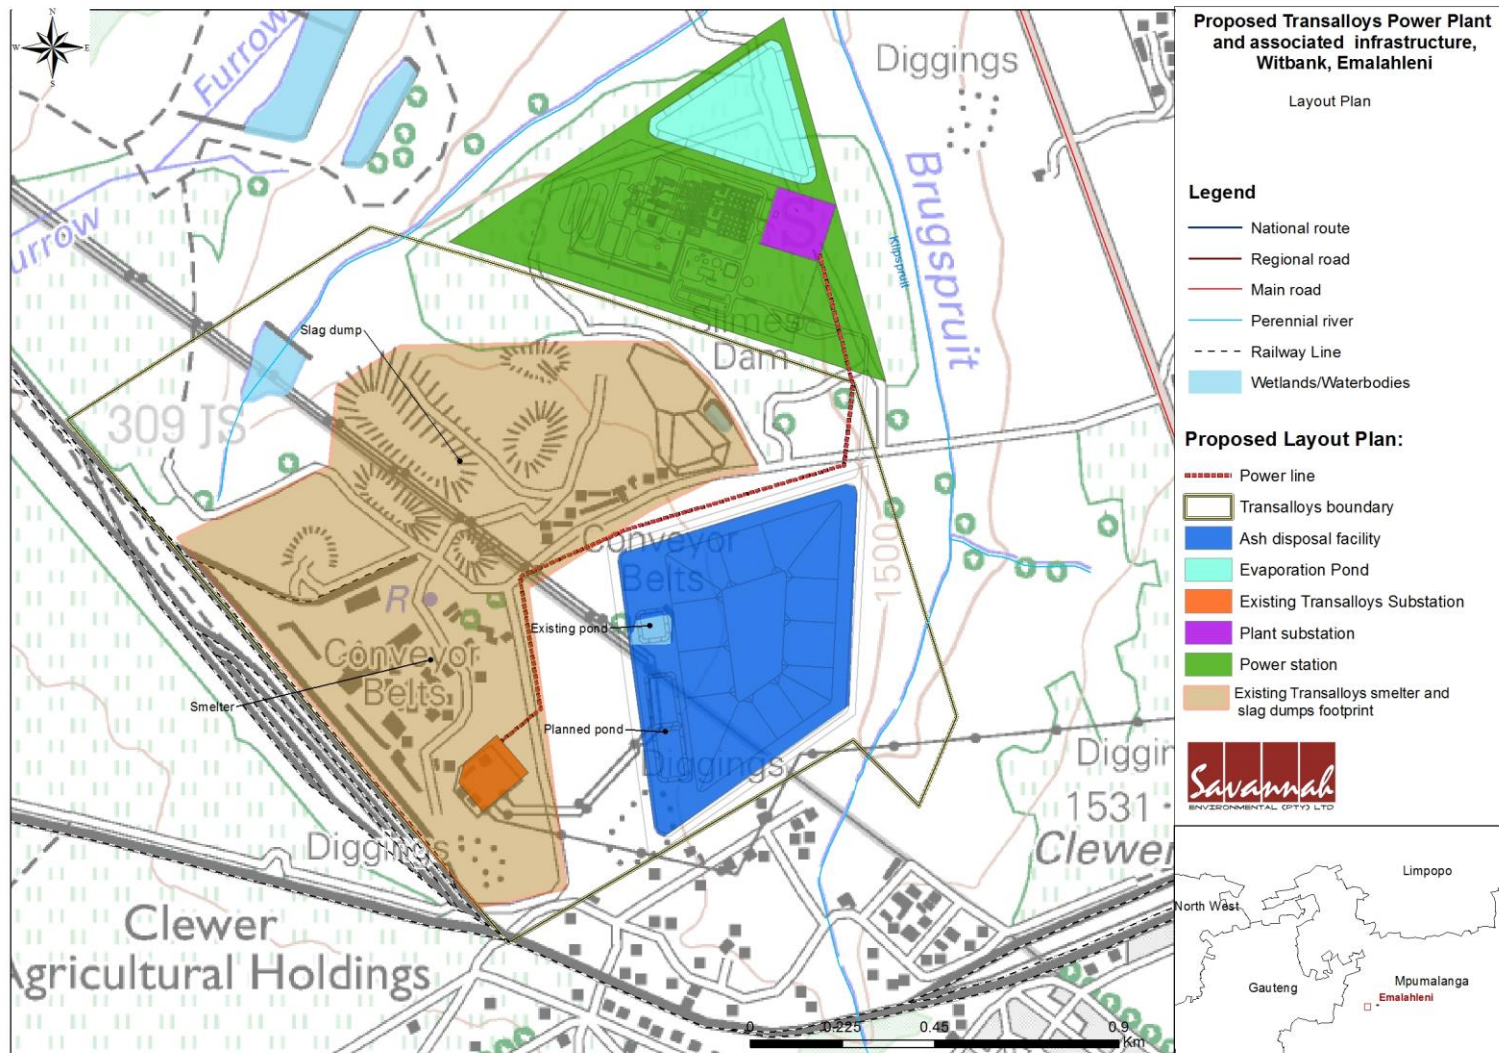 N
W
E
S
Furrow
Furrow
Diggings
Brugspruit
Klipspruit
Slimes
Dam
Slag dump
309 JS
Conveyor
Belts
1500
R
Existing pond
Conveyor
Belts
Smelter
Planned pond
Diggings
Diggings
Diggin
1531
Clewer
Clewer
Agricultural Holdings
0
0.225
0.45
0.9
Km
Proposed Transalloys Power Plant
and associated infrastructure,
Witbank, Emalahleni
Layout Plan
Legend
National route
Regional road
Main road
Perennial river
Railway Line
Wetlands/Waterbodies
Proposed Layout Plan:
Power line
Transalloys boundary
Ash disposal facility
Evaporation Pond
Existing Transalloys Substation
Plant substation
Power station
Existing Transalloys smelter and
slag dumps footprint
Savannah
ENVIRONMENTAL (PTY) LTD
Limpopo
North West
Gauteng
Mpumalanga
Emalahleni